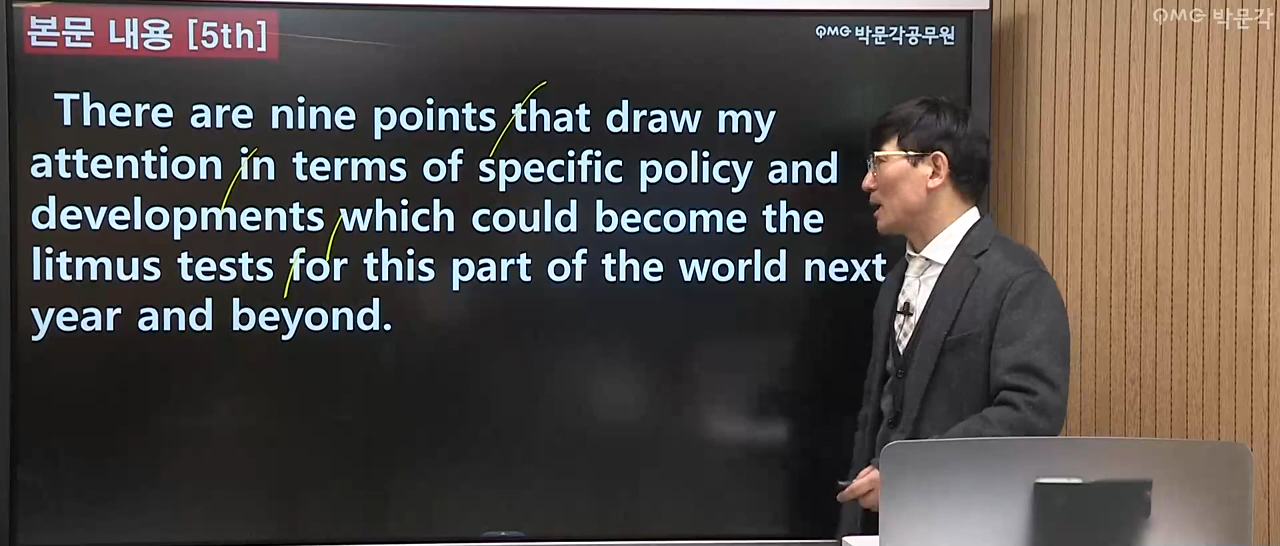 본문 내용 [5th]
QMG 박문각공무원
QMG 박문각
There are nine points that draw my
attention in terms of specific policy and
developments which could become the
litmus tests for this part of the world next
year and beyond.